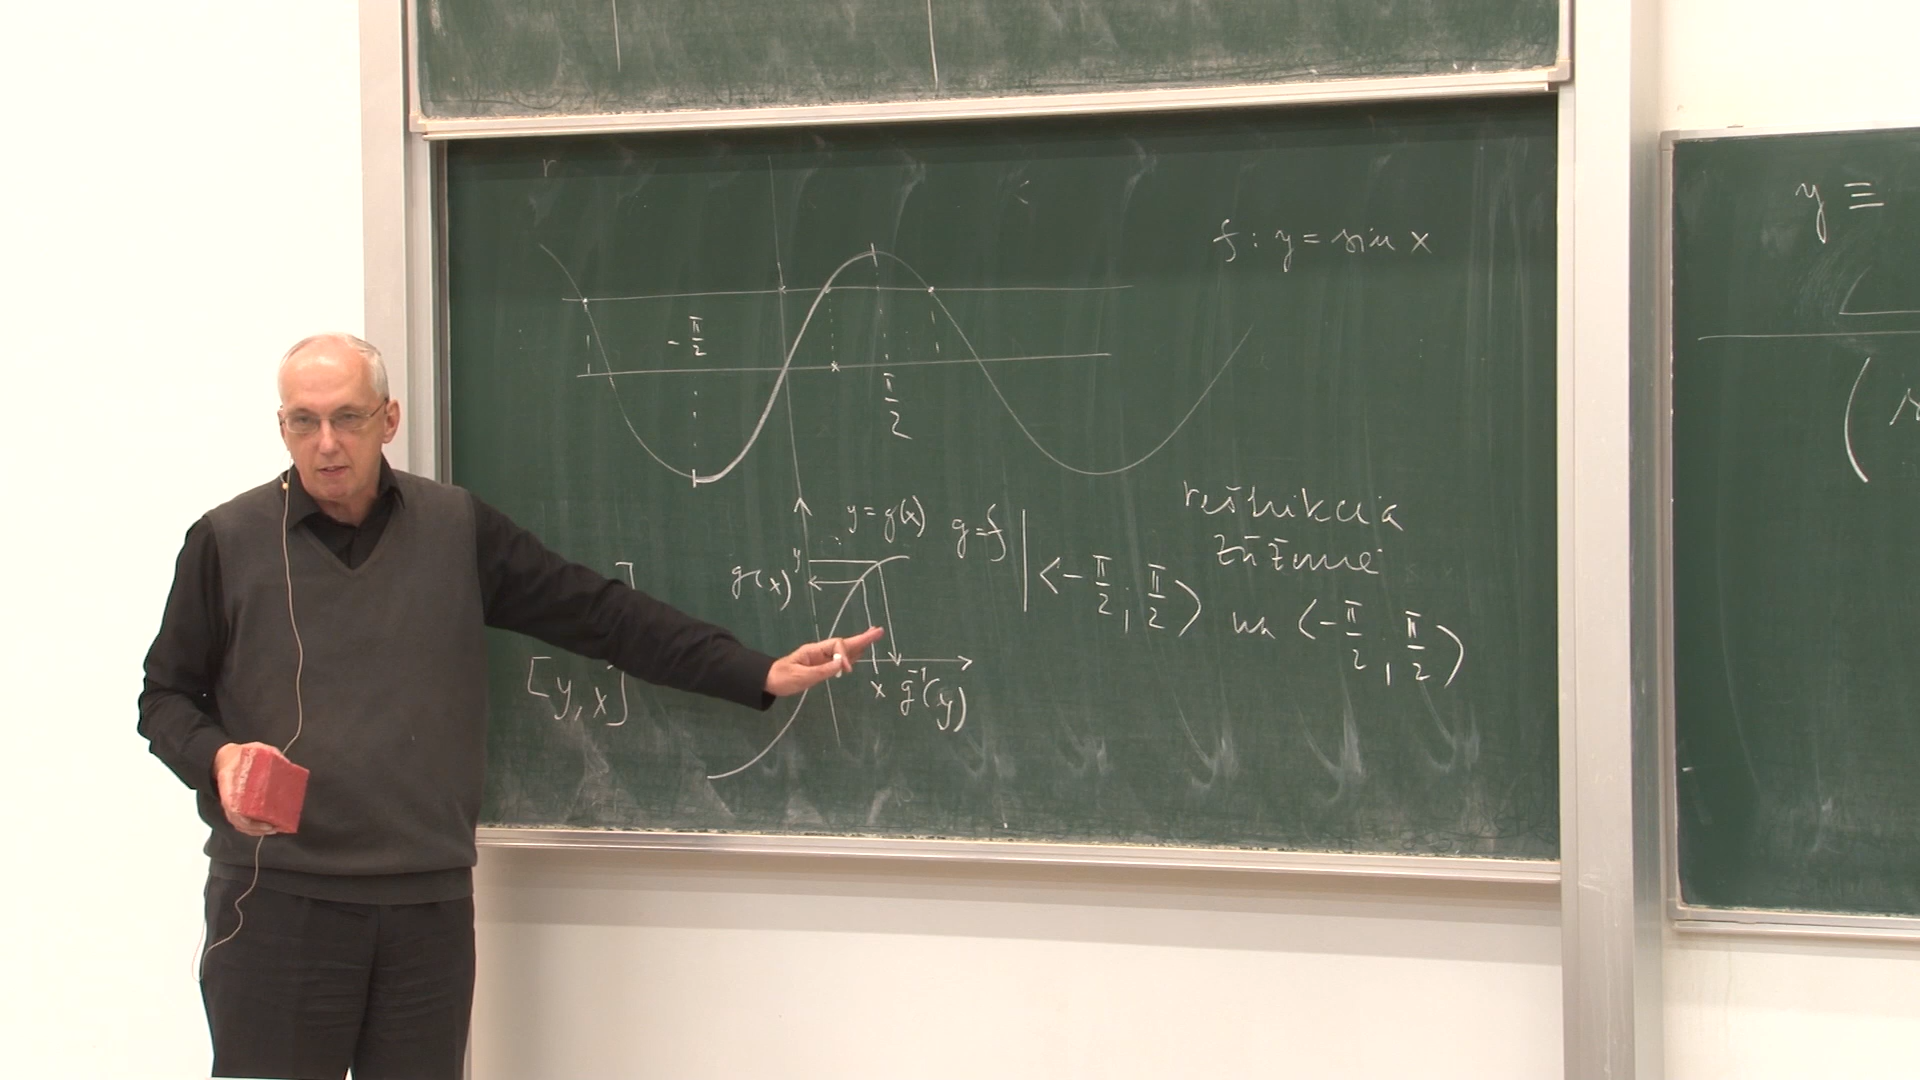 f : y = sin x
-π/2
π/2
y = g(x) g = f | <-π/2 ; π/2>
reštrikcia
zúženie
na <-π/2 , π/2>
y
g(x)
[y, x]
x g⁻¹(y)
y ≡
(